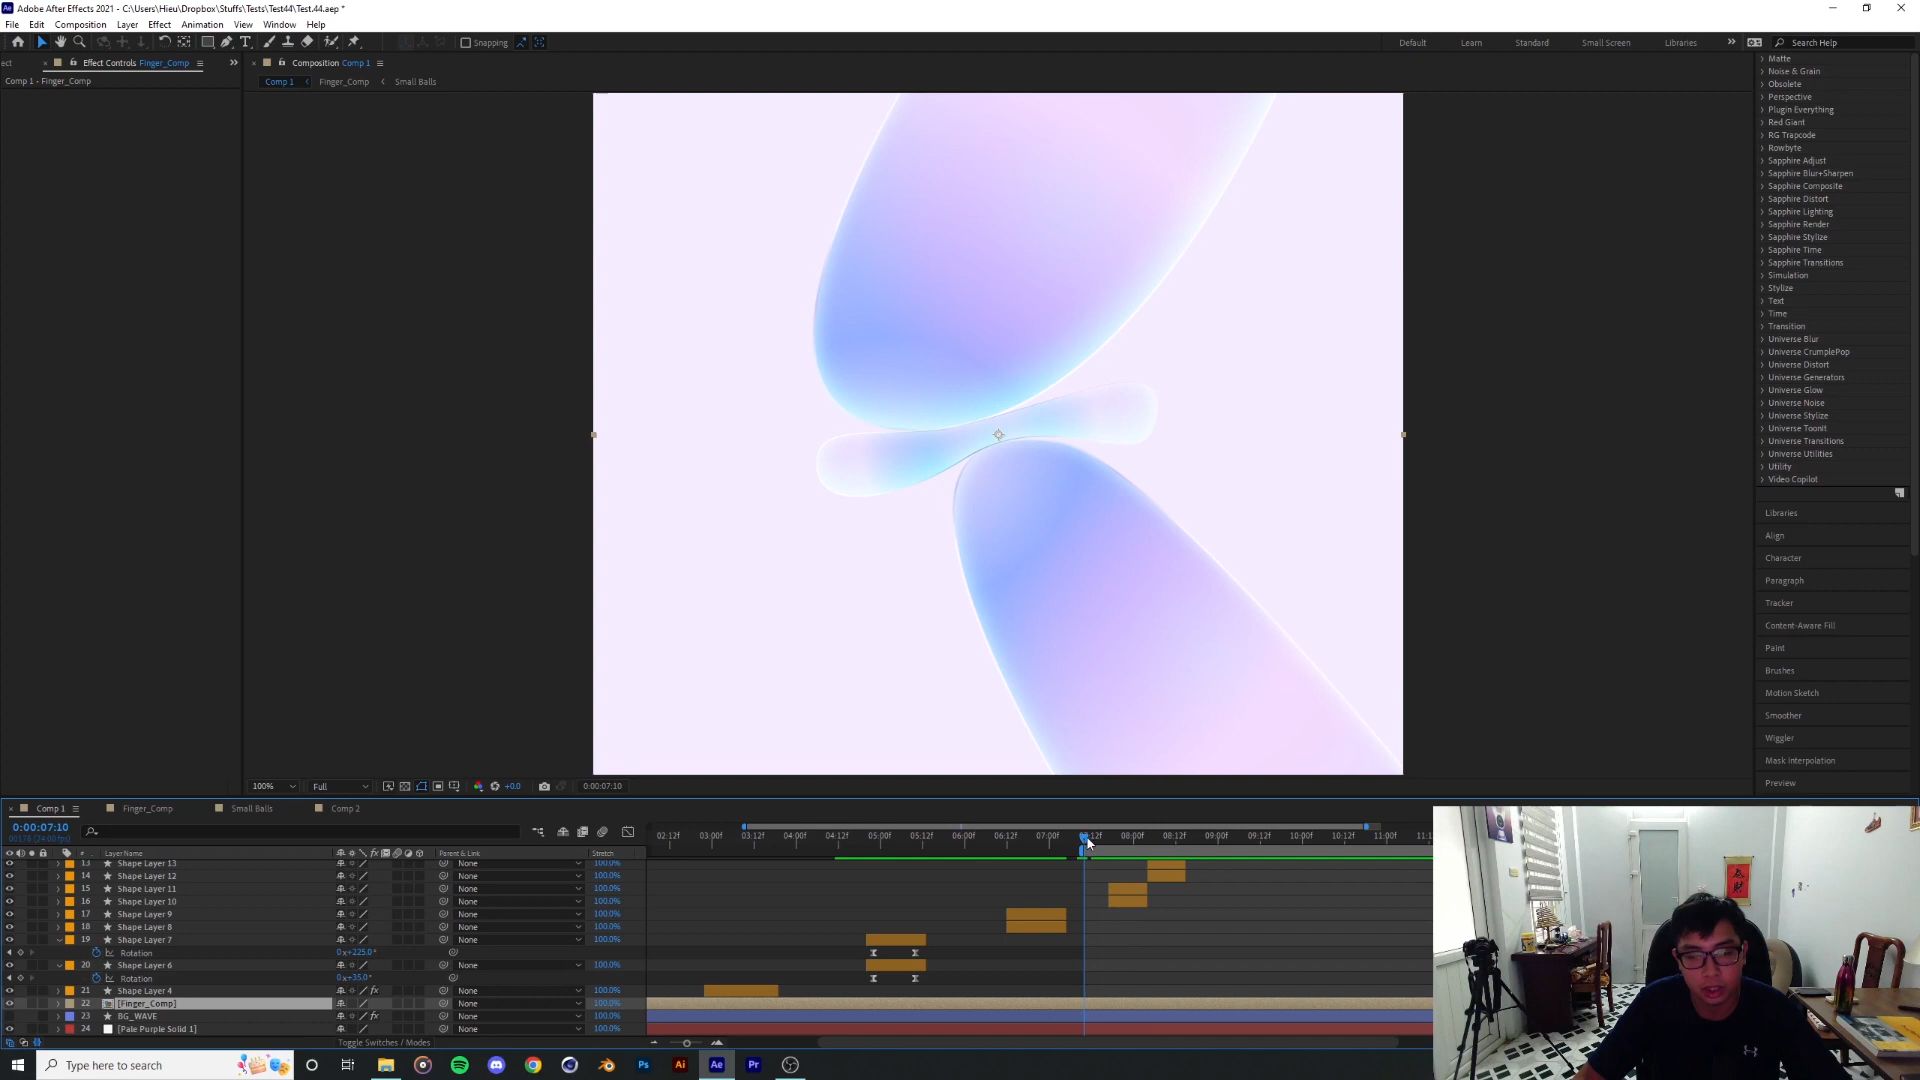 Adobe After Effects 2021 - C:\Users\Hieu\Dropbox\Stuffs\Tests\Test44\Test.44.aep *
File Edit Composition Layer Effect Animation View Window Help
Snapping
Default Learn Standard Small Screen Libraries
Search Help
ect
Effect Controls Finger_Comp
Comp 1 • Finger_Comp
Composition Comp 1
Comp 1 Finger_Comp Small Balls
Matte
Noise & Grain
Obsolete
Perspective
Plugin Everything
Red Giant
RG Trapcode
Rowbyte
Sapphire Adjust
Sapphire Blur+Sharpen
Sapphire Composite
Sapphire Distort
Sapphire Lighting
Sapphire Render
Sapphire Stylize
Sapphire Time
Sapphire Transitions
Simulation
Stylize
Text
Time
Transition
Universe Blur
Universe CrumplePop
Universe Distort
Universe Generators
Universe Glow
Universe Noise
Universe Stylize
Universe ToonIt
Universe Transitions
Universe Utilities
Utility
Video Copilot
Libraries
Align
Character
Paragraph
Tracker
Content-Aware Fill
Paint
Brushes
Motion Sketch
Smoother
Wiggler
Mask Interpolation
Preview
100% Full +0.0 0:00:07:10
Comp 1 Finger_Comp Small Balls Comp 2
0:00:07:10
02:12f 03:00f 03:12f 04:00f 04:12f 05:00f 05:12f 06:00f 06:12f 07:00f 08:00f 08:12f 09:00f 09:12f 10:00f 10:12f 11:00f
# Layer Name Parent & Link Stretch
13 Shape Layer 13 None 100.0%
14 Shape Layer 12 None 100.0%
15 Shape Layer 11 None 100.0%
16 Shape Layer 10 None 100.0%
17 Shape Layer 9 None 100.0%
18 Shape Layer 8 None 100.0%
19 Shape Layer 7 None 100.0%
Rotation 0x+225.0°
20 Shape Layer 6 None 100.0%
Rotation 0x+35.0°
21 Shape Layer 4 fx None 100.0%
22 [Finger_Comp] None 100.0%
23 BG_WAVE fx None 100.0%
24 [Pale Purple Solid 1] None 100.0%
Toggle Switches / Modes
Type here to search
Ps Ai Ae Pr